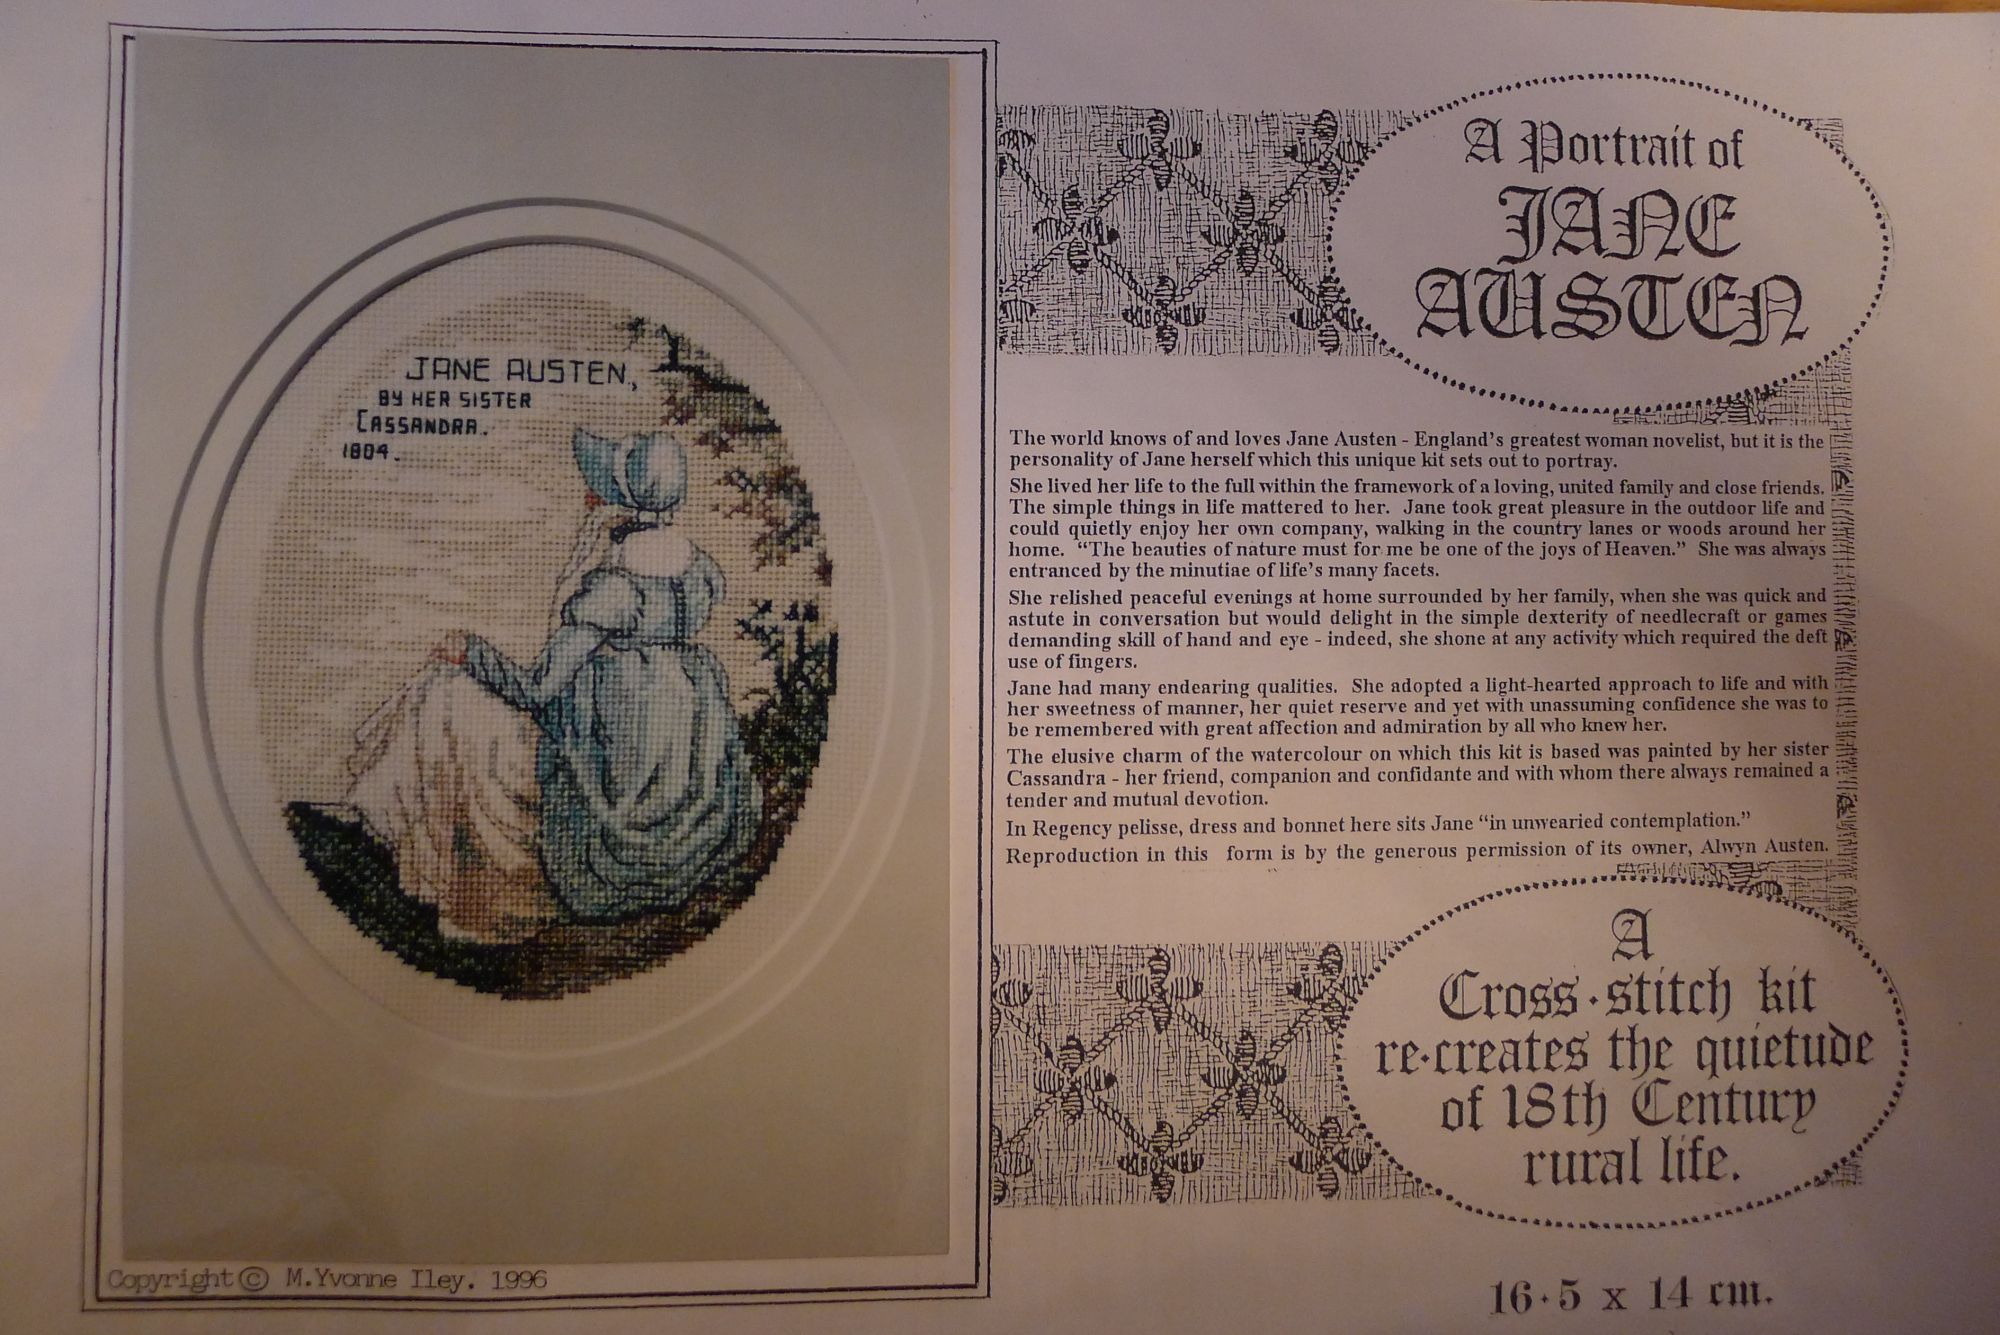 JANE AUSTEN,
BY HER SISTER
CASSANDRA.
1804.
Copyright © M.Yvonne Iley. 1996
A Portrait of
JANE
AUSTEN
The world knows of and loves Jane Austen - England's greatest woman novelist, but it is the
personality of Jane herself which this unique kit sets out to portray.
She lived her life to the full within the framework of a loving, united family and close friends.
The simple things in life mattered to her. Jane took great pleasure in the outdoor life and
could quietly enjoy her own company, walking in the country lanes or woods around her
home. "The beauties of nature must for me be one of the joys of Heaven." She was always
entranced by the minutiae of life's many facets.
She relished peaceful evenings at home surrounded by her family, when she was quick and
astute in conversation but would delight in the simple dexterity of needlecraft or games
demanding skill of hand and eye - indeed, she shone at any activity which required the deft
use of fingers.
Jane had many endearing qualities. She adopted a light-hearted approach to life and with
her sweetness of manner, her quiet reserve and yet with unassuming confidence she was to
be remembered with great affection and admiration by all who knew her.
The elusive charm of the watercolour on which this kit is based was painted by her sister
Cassandra - her friend, companion and confidante and with whom there always remained a
tender and mutual devotion.
In Regency pelisse, dress and bonnet here sits Jane "in unwearied contemplation."
Reproduction in this form is by the generous permission of its owner, Alwyn Austen.
A
Cross·stitch kit
re·creates the quietude
of 18th Century
rural life.
16·5 x 14 cm.